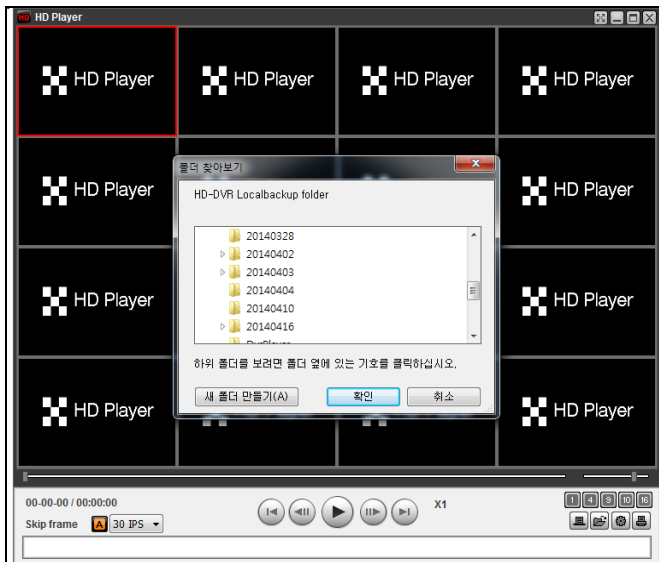 HD HD Player
HD Player HD Player HD Player HD Player
폴더 찾아보기
HD-DVR Localbackup folder
HD Player HD Player
20140328
20140402
20140403
20140404
20140410
20140416
HD Player HD Player
하위 폴더를 보려면 폴더 옆에 있는 기호를 클릭하십시오.
새 폴더 만들기(A) 확인 취소
HD Player HD Player
00-00-00 / 00:00:00 X1 1 4 9 10 16
Skip frame A 30 IPS